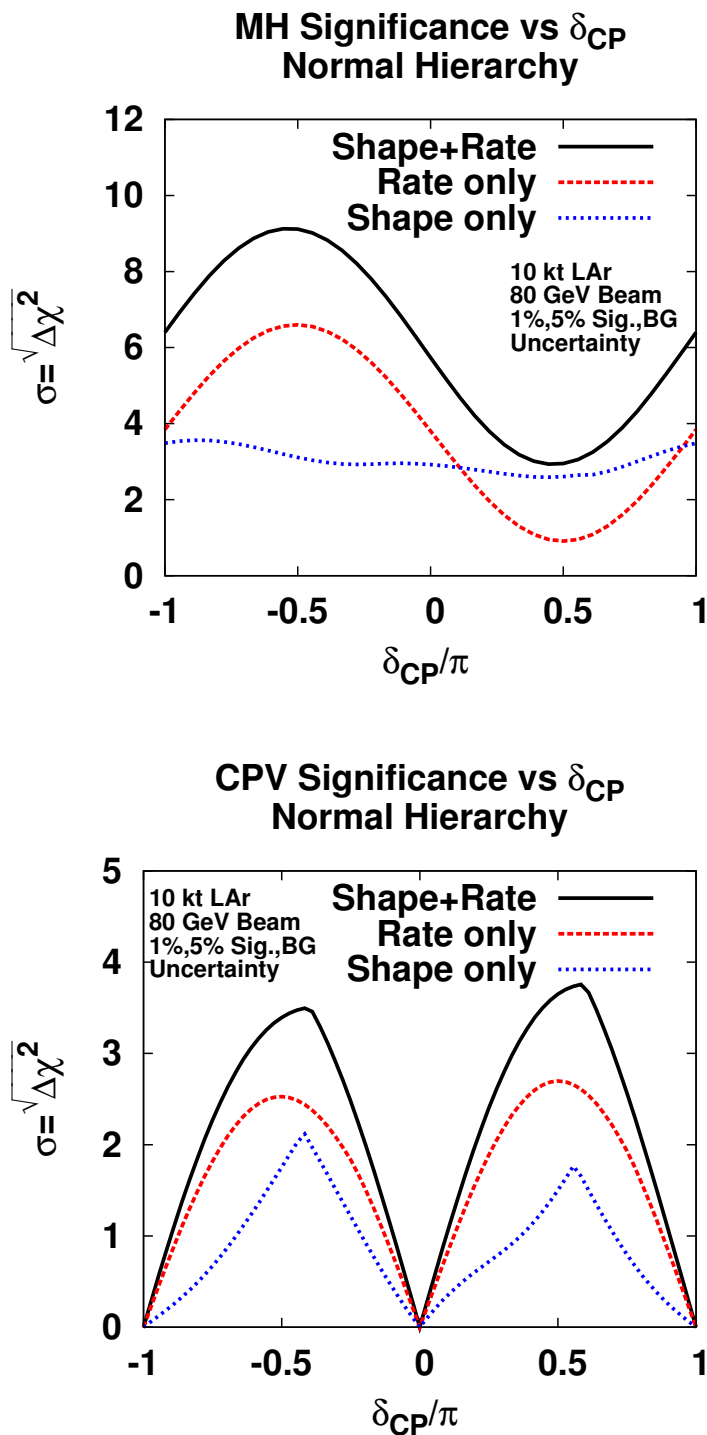 MH Significance vs δCP
Normal Hierarchy
12
10
8
6
4
2
0
σ=√Δχ²
Shape+Rate
Rate only
Shape only
10 kt LAr
80 GeV Beam
1%,5% Sig.,BG
Uncertainty
-1 -0.5 0 0.5 1
δCP/π
CPV Significance vs δCP
Normal Hierarchy
5
4
3
2
1
0
σ=√Δχ²
10 kt LAr
80 GeV Beam
1%,5% Sig.,BG
Uncertainty
Shape+Rate
Rate only
Shape only
-1 -0.5 0 0.5 1
δCP/π